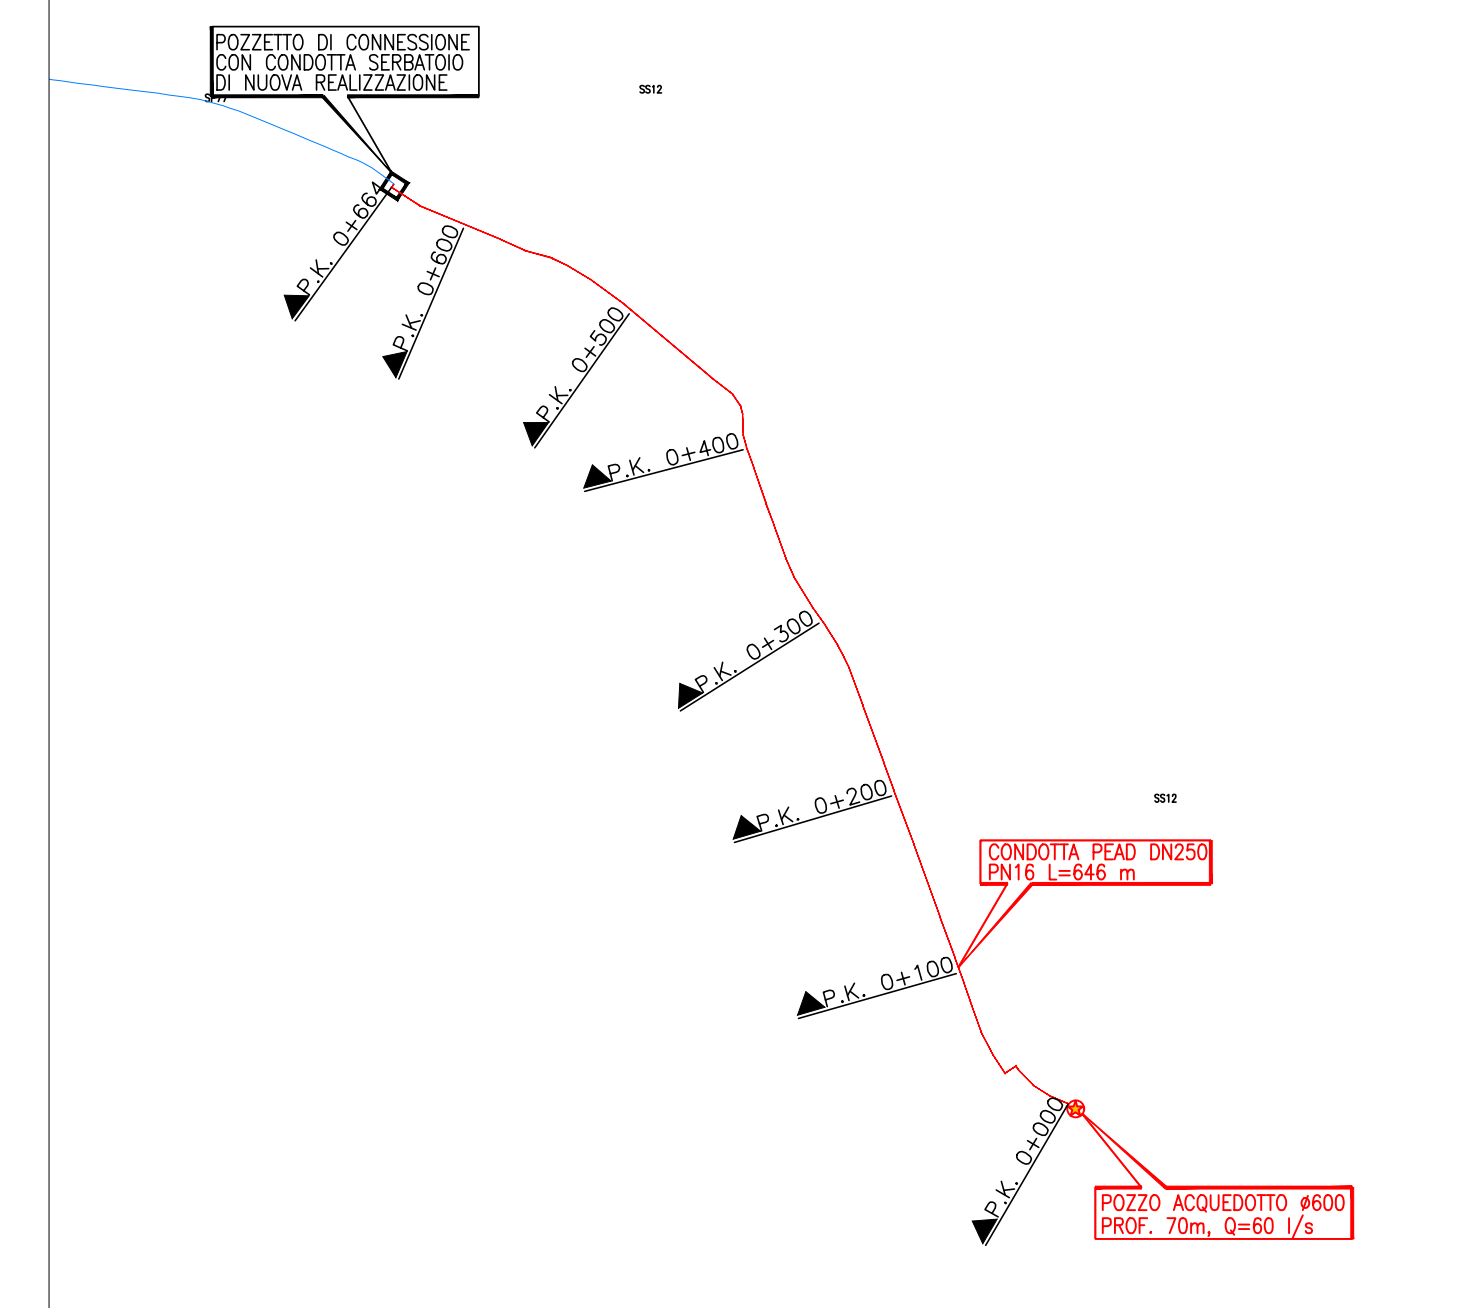 POZZETTO DI CONNESSIONE
CON CONDOTTA SERBATOIO
DI NUOVA REALIZZAZIONE
SS12
P.K. 0+664
P.K. 0+600
P.K. 0+500
P.K. 0+400
P.K. 0+300
P.K. 0+200
SS12
CONDOTTA PEAD DN250
PN16 L=646 m
P.K. 0+100
P.K. 0+000
POZZO ACQUEDOTTO ø600
PROF. 70m, Q=60 l/s